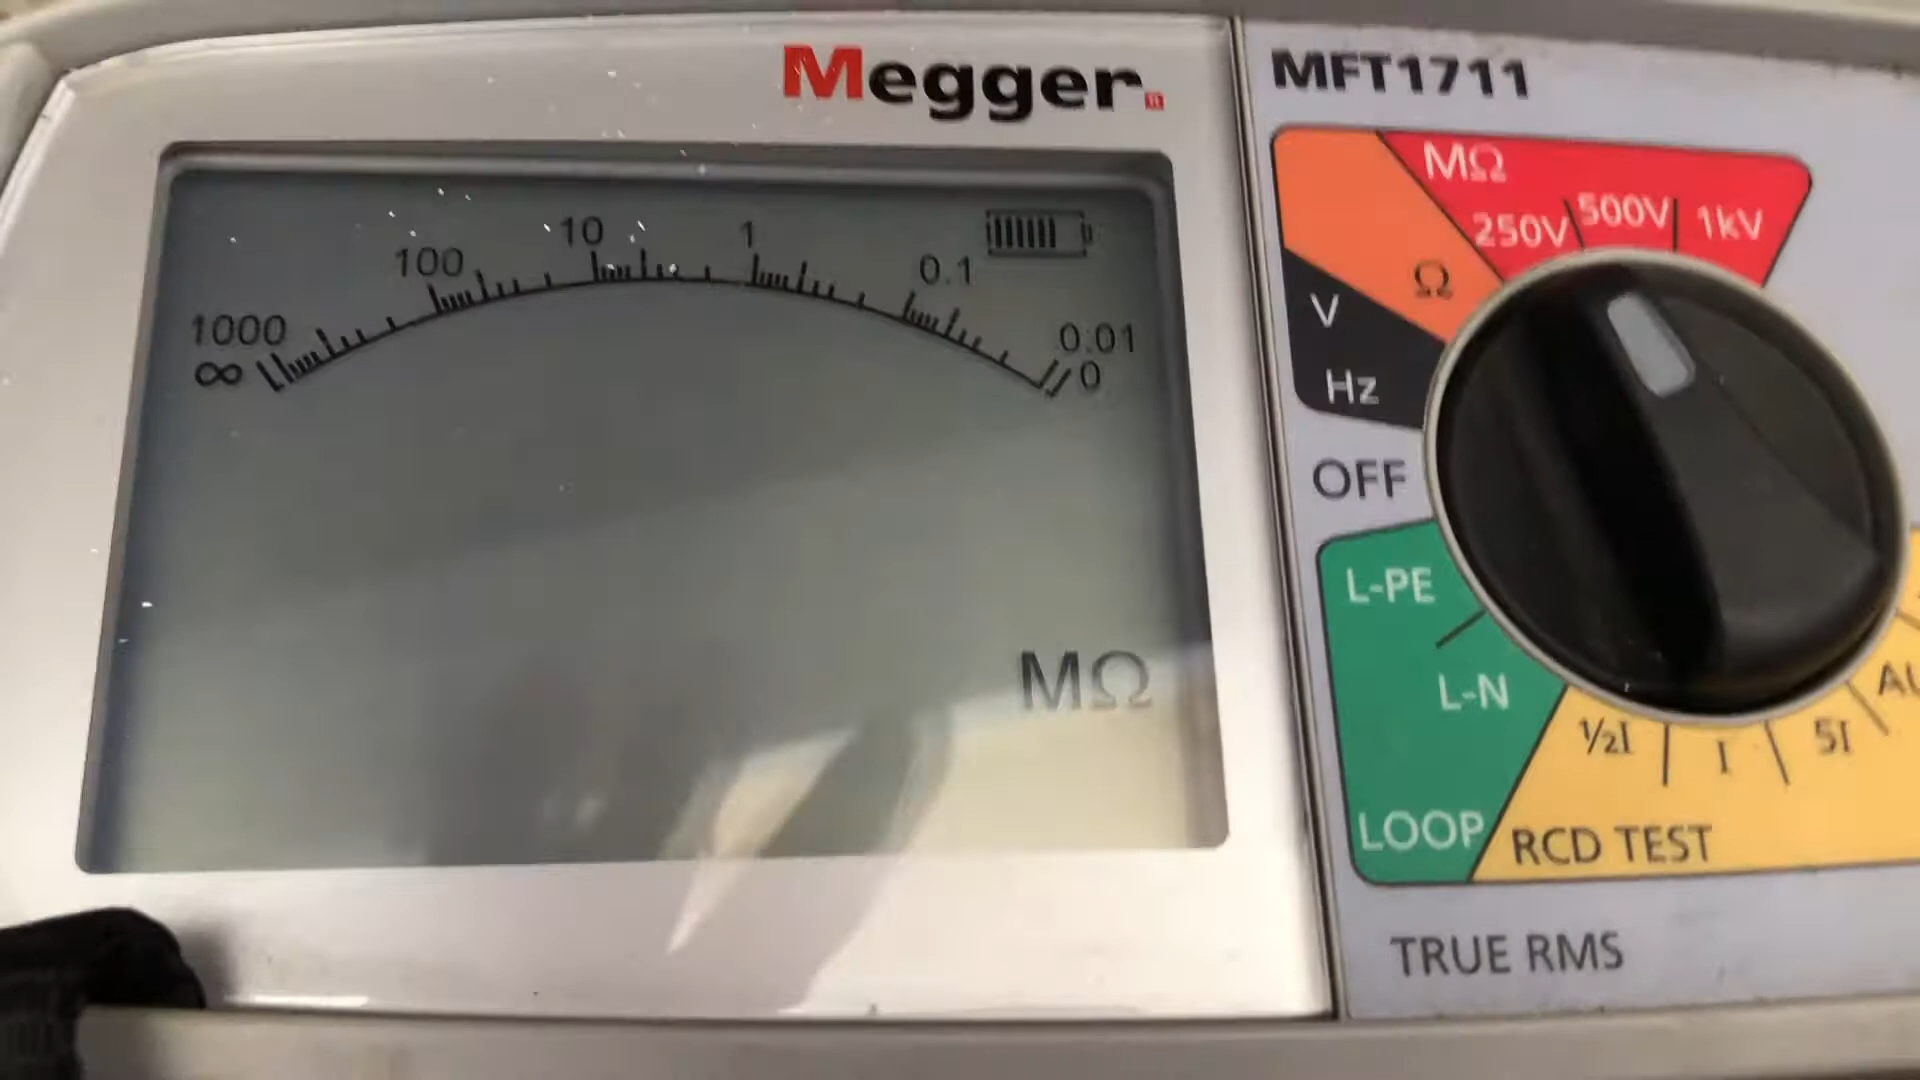 Megger.
MFT1711
MΩ
250V 500V 1kV
Ω
V
Hz
OFF
L-PE
L-N
LOOP
½I I 5I
RCD TEST
TRUE RMS
1000 100 10 1 0.1 0.01
∞ 0
MΩ